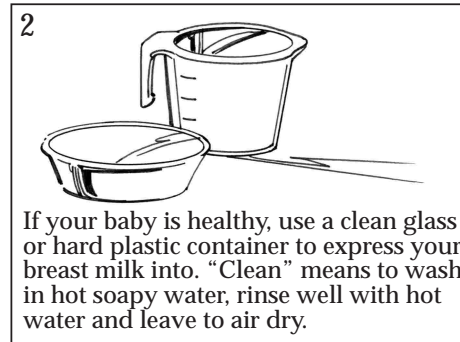 2
If your baby is healthy, use a clean glass
or hard plastic container to express your
breast milk into. “Clean” means to wash
in hot soapy water, rinse well with hot
water and leave to air dry.